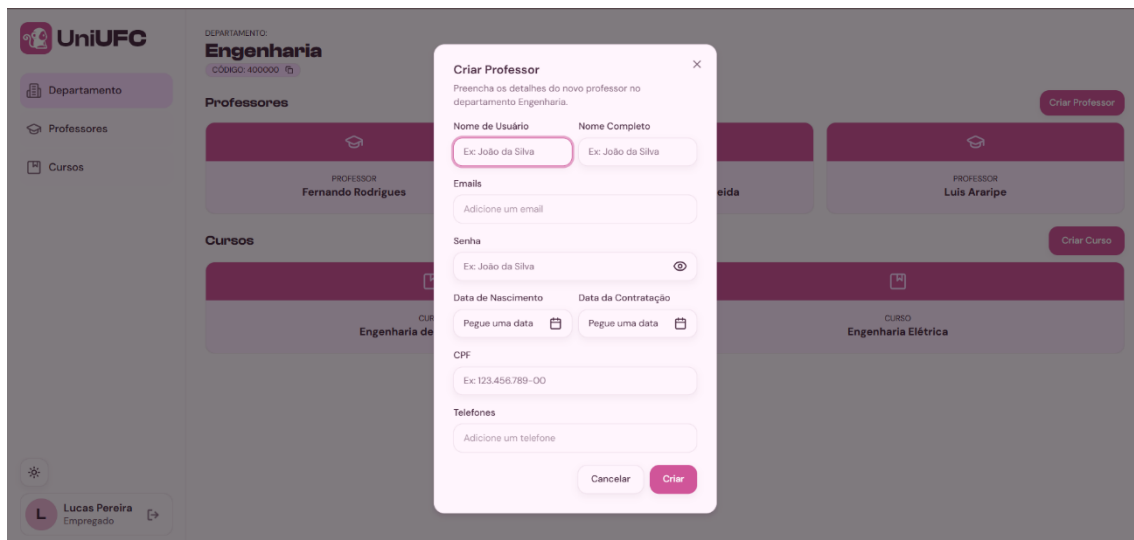 UniUFC
Departamento
Professores
Cursos
Lucas Pereira
Empregado
L
DEPARTAMENTO:
Engenharia
CÓDIGO: 400000
Professores
Criar Professor
PROFESSOR
Fernando Rodrigues
eida
PROFESSOR
Luis Araripe
Cursos
Criar Curso
CUR
Engenharia de
CURSO
Engenharia Elétrica
Criar Professor
Preencha os detalhes do novo professor no
departamento Engenharia.
Nome de Usuário
Nome Completo
Ex: João da Silva
Ex: João da Silva
Emails
Adicione um email
Senha
Ex: João da Silva
Data de Nascimento
Data da Contratação
Pegue uma data
Pegue uma data
CPF
Ex: 123.456.789-00
Telefones
Adicione um telefone
Cancelar
Criar